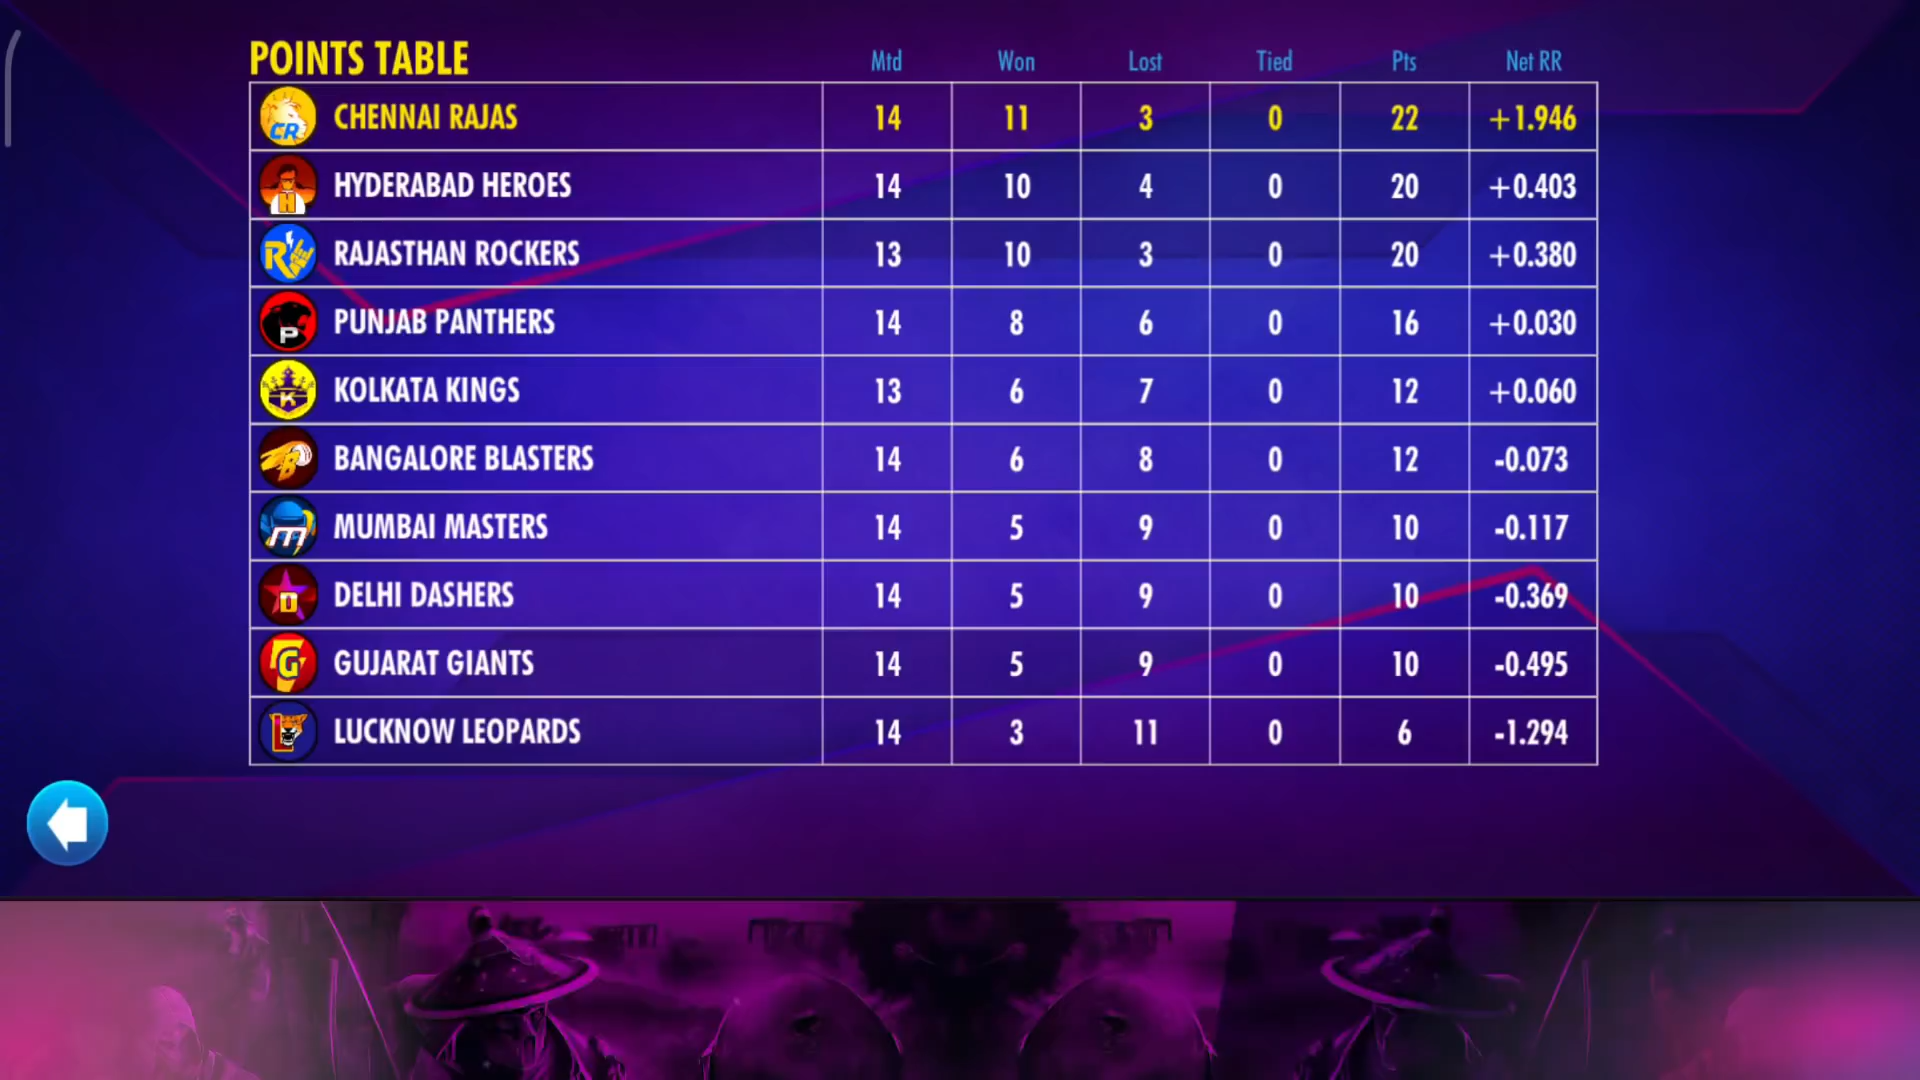 POINTS TABLE Mtd Won Lost Tied Pts Net RR
CR CHENNAI RAJAS 14 11 3 0 22 +1.946
H HYDERABAD HEROES 14 10 4 0 20 +0.403
R RAJASTHAN ROCKERS 13 10 3 0 20 +0.380
P PUNJAB PANTHERS 14 8 6 0 16 +0.030
K KOLKATA KINGS 13 6 7 0 12 +0.060
B BANGALORE BLASTERS 14 6 8 0 12 -0.073
M MUMBAI MASTERS 14 5 9 0 10 -0.117
D DELHI DASHERS 14 5 9 0 10 -0.369
G GUJARAT GIANTS 14 5 9 0 10 -0.495
L LUCKNOW LEOPARDS 14 3 11 0 6 -1.294